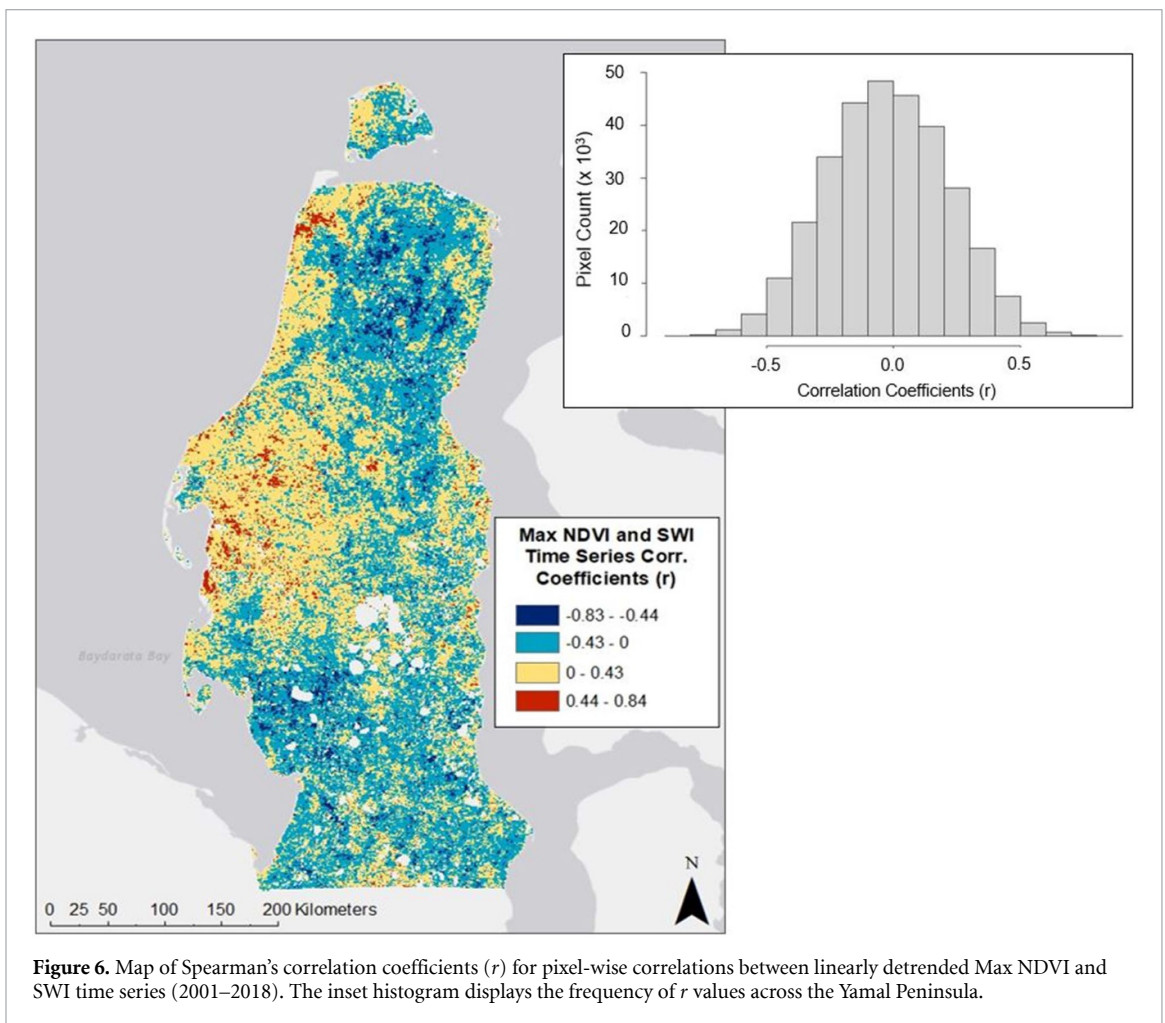 50
40
30
20
10
0
Pixel Count (x 10³)
-0.5 0.0 0.5
Correlation Coefficients (r)
Max NDVI and SWI
Time Series Corr.
Coefficients (r)
-0.83 - -0.44
-0.43 - 0
0 - 0.43
0.44 - 0.84
Baydarata Bay
N
0 25 50 100 150 200 Kilometers
Figure 6. Map of Spearman's correlation coefficients (r) for pixel-wise correlations between linearly detrended Max NDVI and
SWI time series (2001–2018). The inset histogram displays the frequency of r values across the Yamal Peninsula.